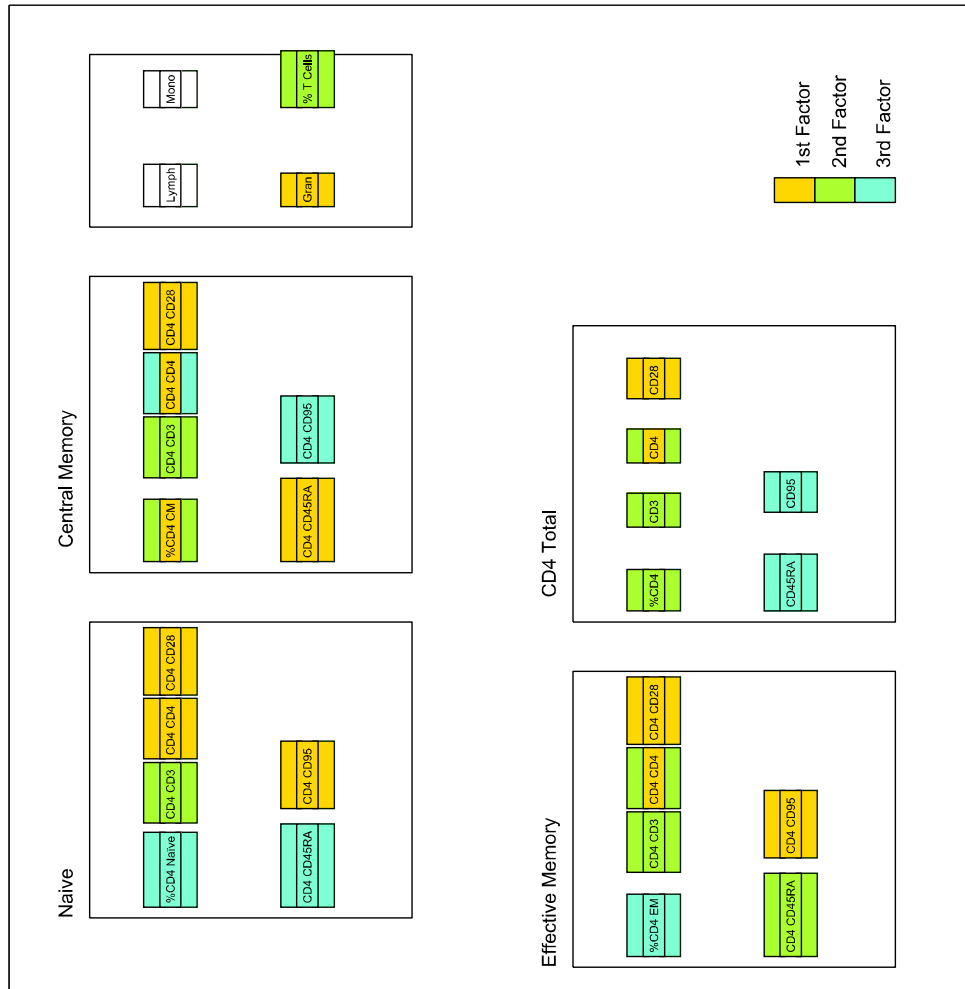 Naive
%CD4 Naïve
CD4 CD3
CD4 CD4
CD4 CD28
CD4 CD45RA
CD4 CD95
Central Memory
%CD4 CM
CD4 CD3
CD4 CD4
CD4 CD28
CD4 CD45RA
CD4 CD95
Lymph
Mono
Gran
% T Cells
Effective Memory
%CD4 EM
CD4 CD3
CD4 CD4
CD4 CD28
CD4 CD45RA
CD4 CD95
CD4 Total
%CD4
CD3
CD4
CD28
CD45RA
CD95
1st Factor
2nd Factor
3rd Factor